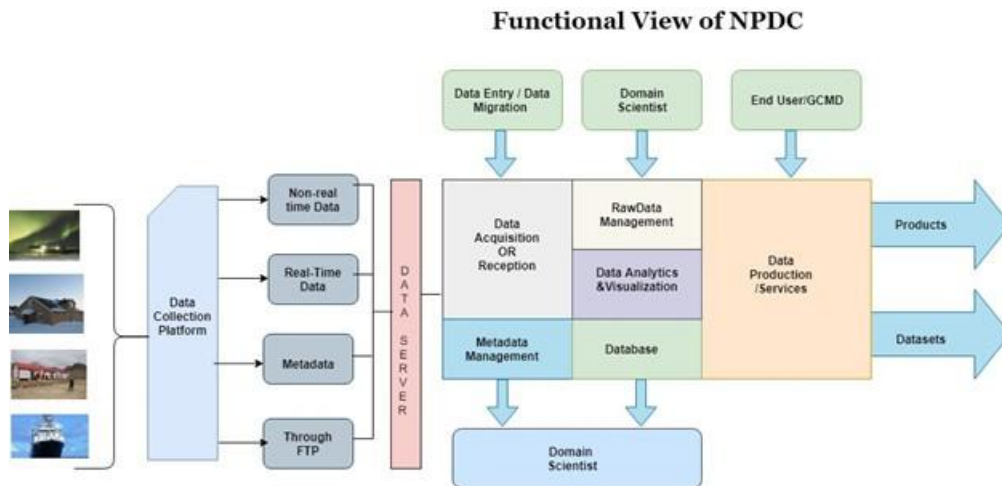 Functional View of NPDC
Data Entry / Data
Migration
Domain
Scientist
End User/GCMD
Non-real
time Data
Real-Time
Data
Metadata
Through
FTP
Data
Collection
Platform
DATA SERVER
Data
Acquisition
OR
Reception
RawData
Management
Data Analytics
&Visualization
Metadata
Management
Database
Data
Production
/Services
Products
Datasets
Domain
Scientist